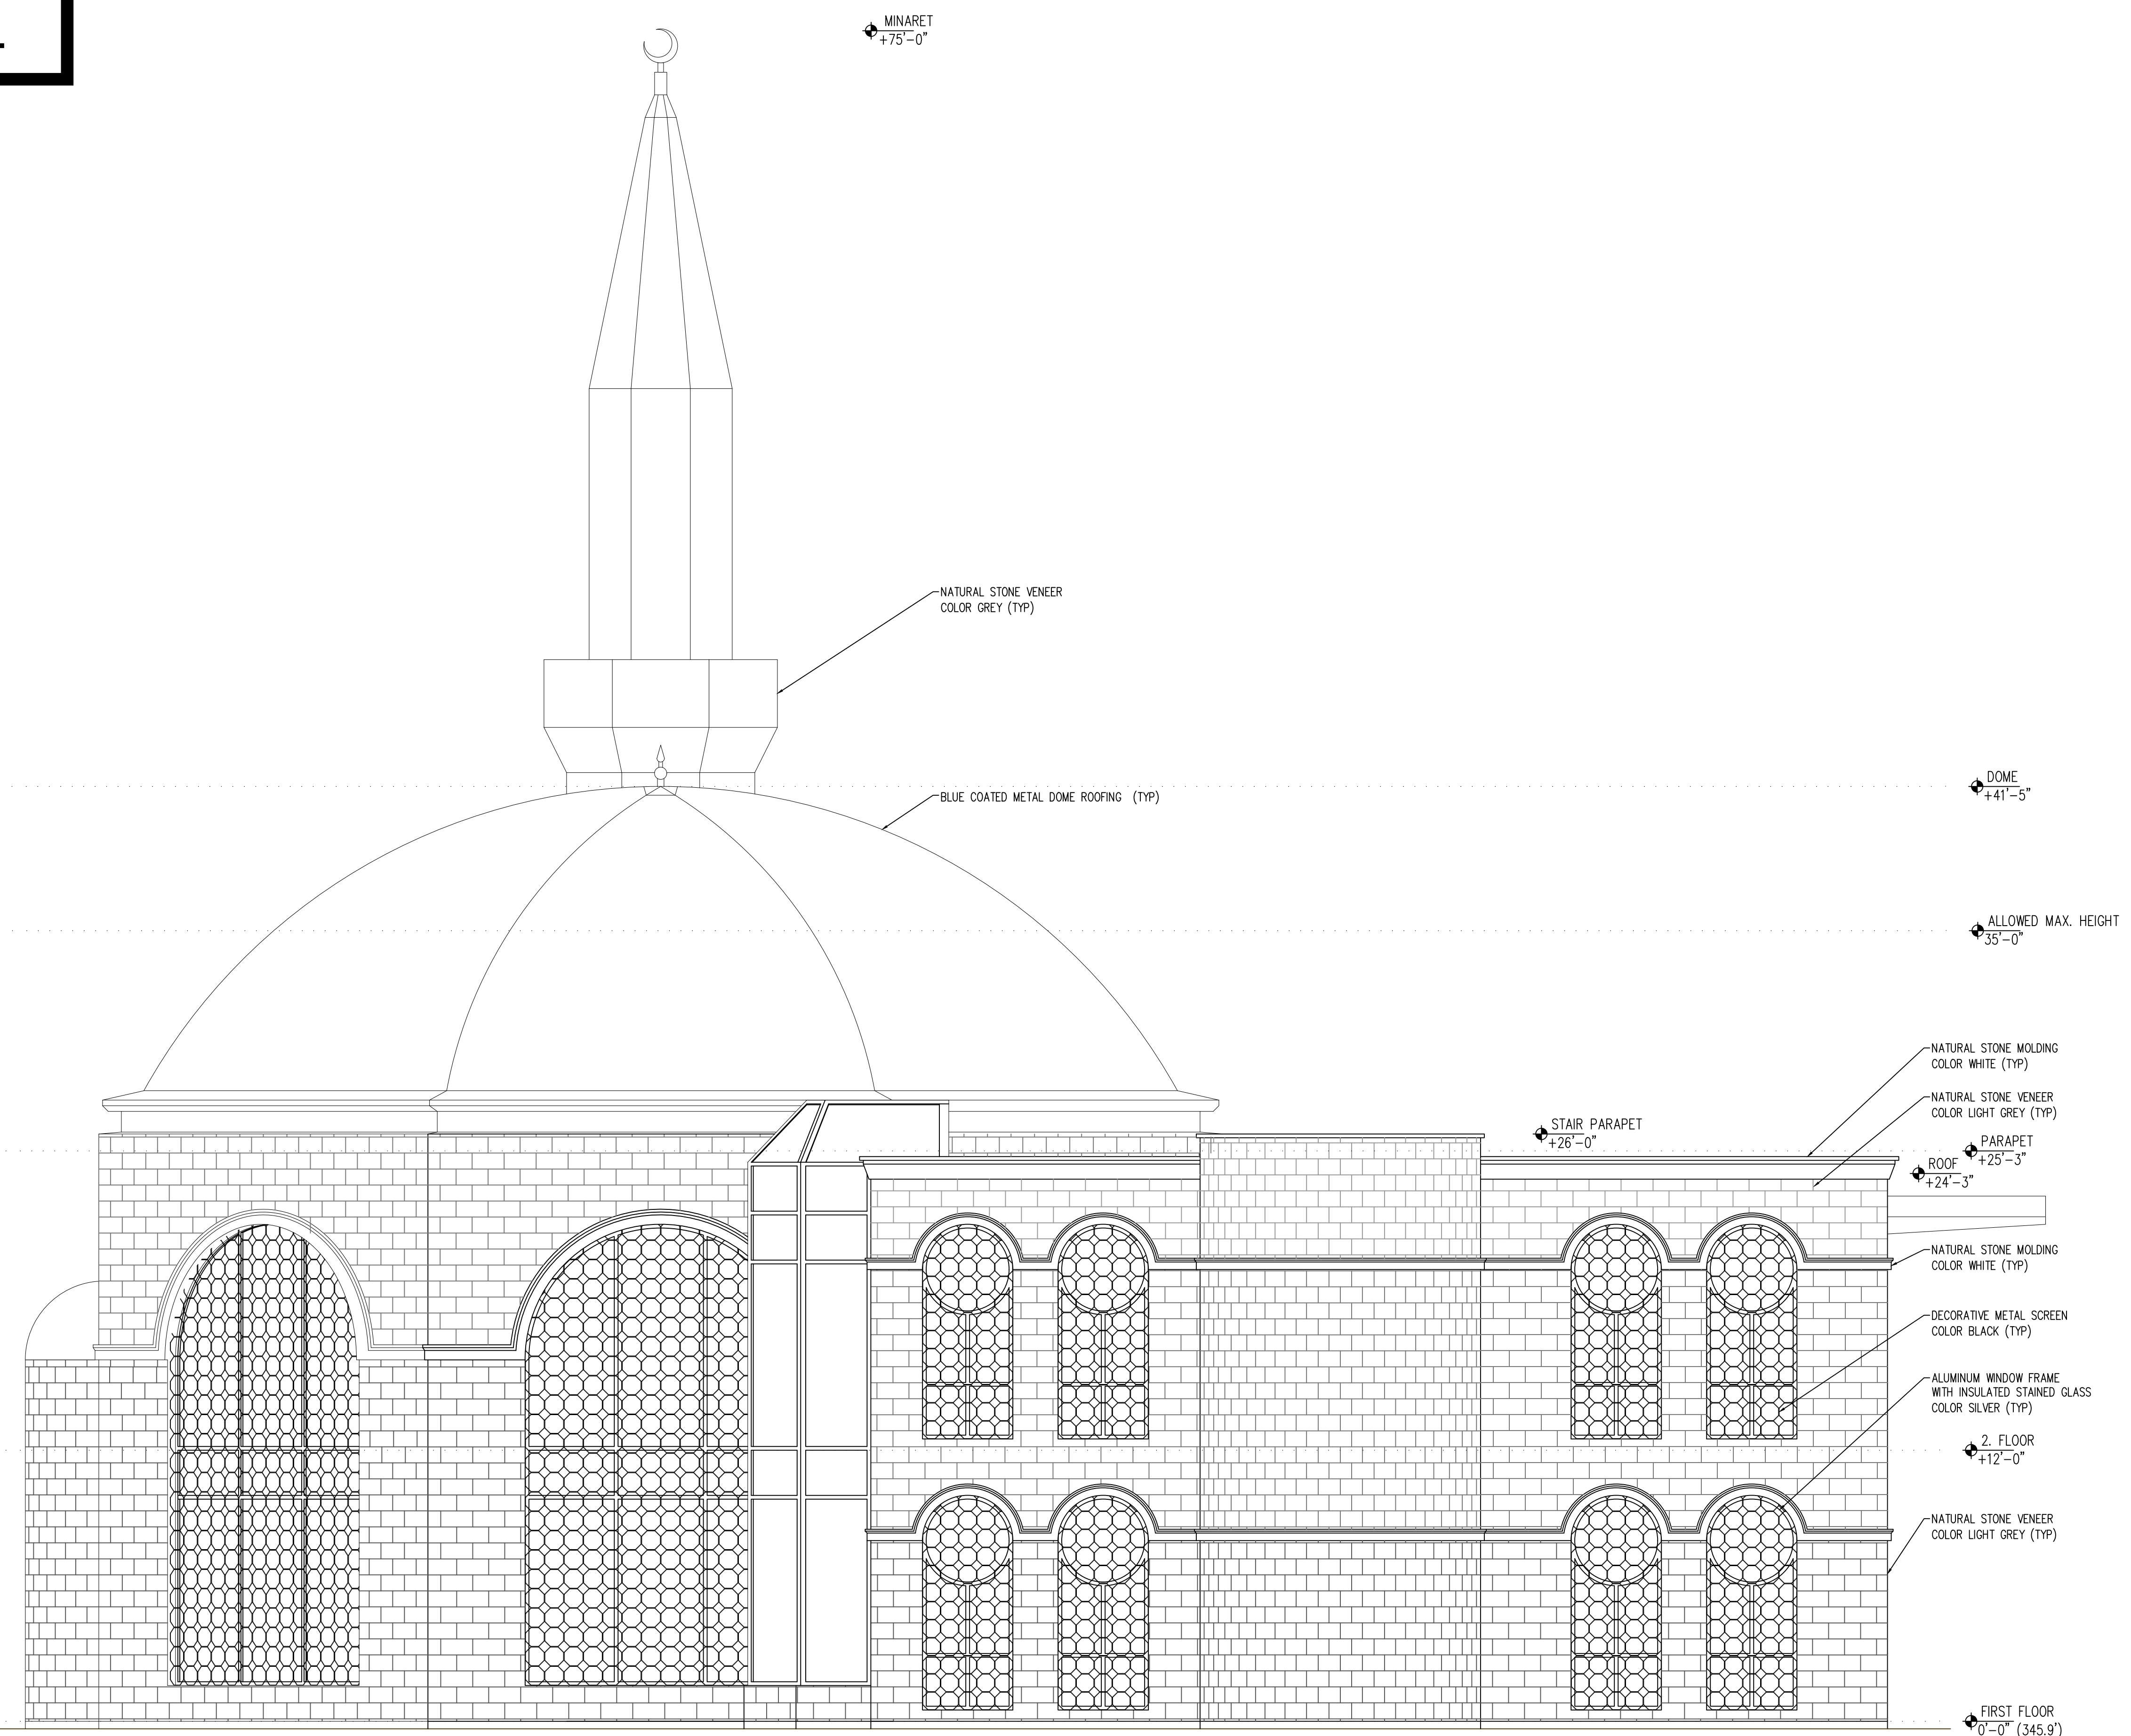 MINARET
+75'-0"
NATURAL STONE VENEER
COLOR GREY (TYP)
DOME
+41'-5"
BLUE COATED METAL DOME ROOFING (TYP)
ALLOWED MAX. HEIGHT
35'-0"
NATURAL STONE MOLDING
COLOR WHITE (TYP)
NATURAL STONE VENEER
COLOR LIGHT GREY (TYP)
STAIR PARAPET
+26'-0"
PARAPET
+25'-3"
ROOF
+24'-3"
NATURAL STONE MOLDING
COLOR WHITE (TYP)
DECORATIVE METAL SCREEN
COLOR BLACK (TYP)
ALUMINUM WINDOW FRAME
WITH INSULATED STAINED GLASS
COLOR SILVER (TYP)
2. FLOOR
+12'-0"
NATURAL STONE VENEER
COLOR LIGHT GREY (TYP)
FIRST FLOOR
0'-0" (345.9')